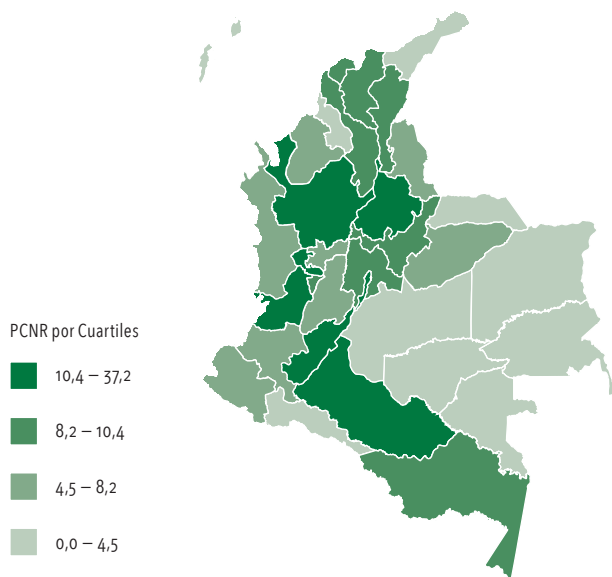 PCNR por Cuartiles
10,4 – 37,2
8,2 – 10,4
4,5 – 8,2
0,0 – 4,5